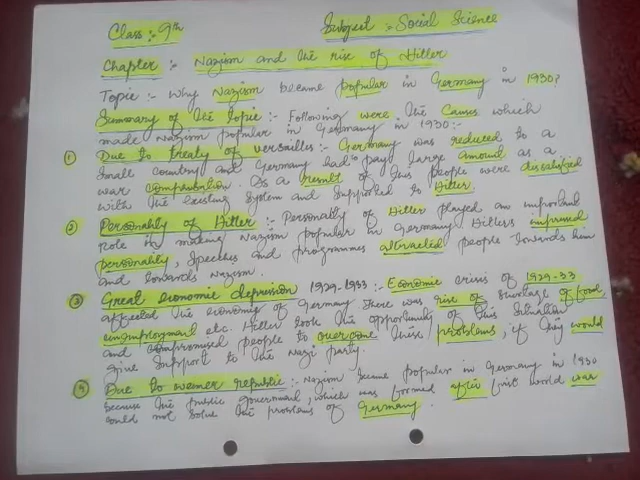 Class :- 9th Subject :- Social Science
Chapter :- Nazism and the rise of Hitler
Topic :- Why Nazism became popular in Germany in 1930?
Summary of the topic :- Following were the causes which
made Nazism popular in Germany in 1930:-
① Due to treaty of versailles :- Germany was reduced to a
small country and Germany had to pay large amount as a
war compensation. As a result of this people were dissatisfied
with the existing system and supported to Hitler.
② Personality of Hitler :- Personality of Hitler played an important
role in making Nazism popular in Germany Hitlers
personality, speeches and programmes attracted people towards him
and towards nazism.
③ Great economic depression 1929-1933 :- Economic crisis of 1929-33
affected the economy of Germany there was rise of shortage of food,
unemployment etc. Hitler took the opportunity of this situation
and people to overcome these problems, if they would
give support to the Nazi party.
④ Due to weimer republic :- Nazism became popular in Germany in 1930
because the public government, which was formed after first world war
could not solve the problems of Germany.